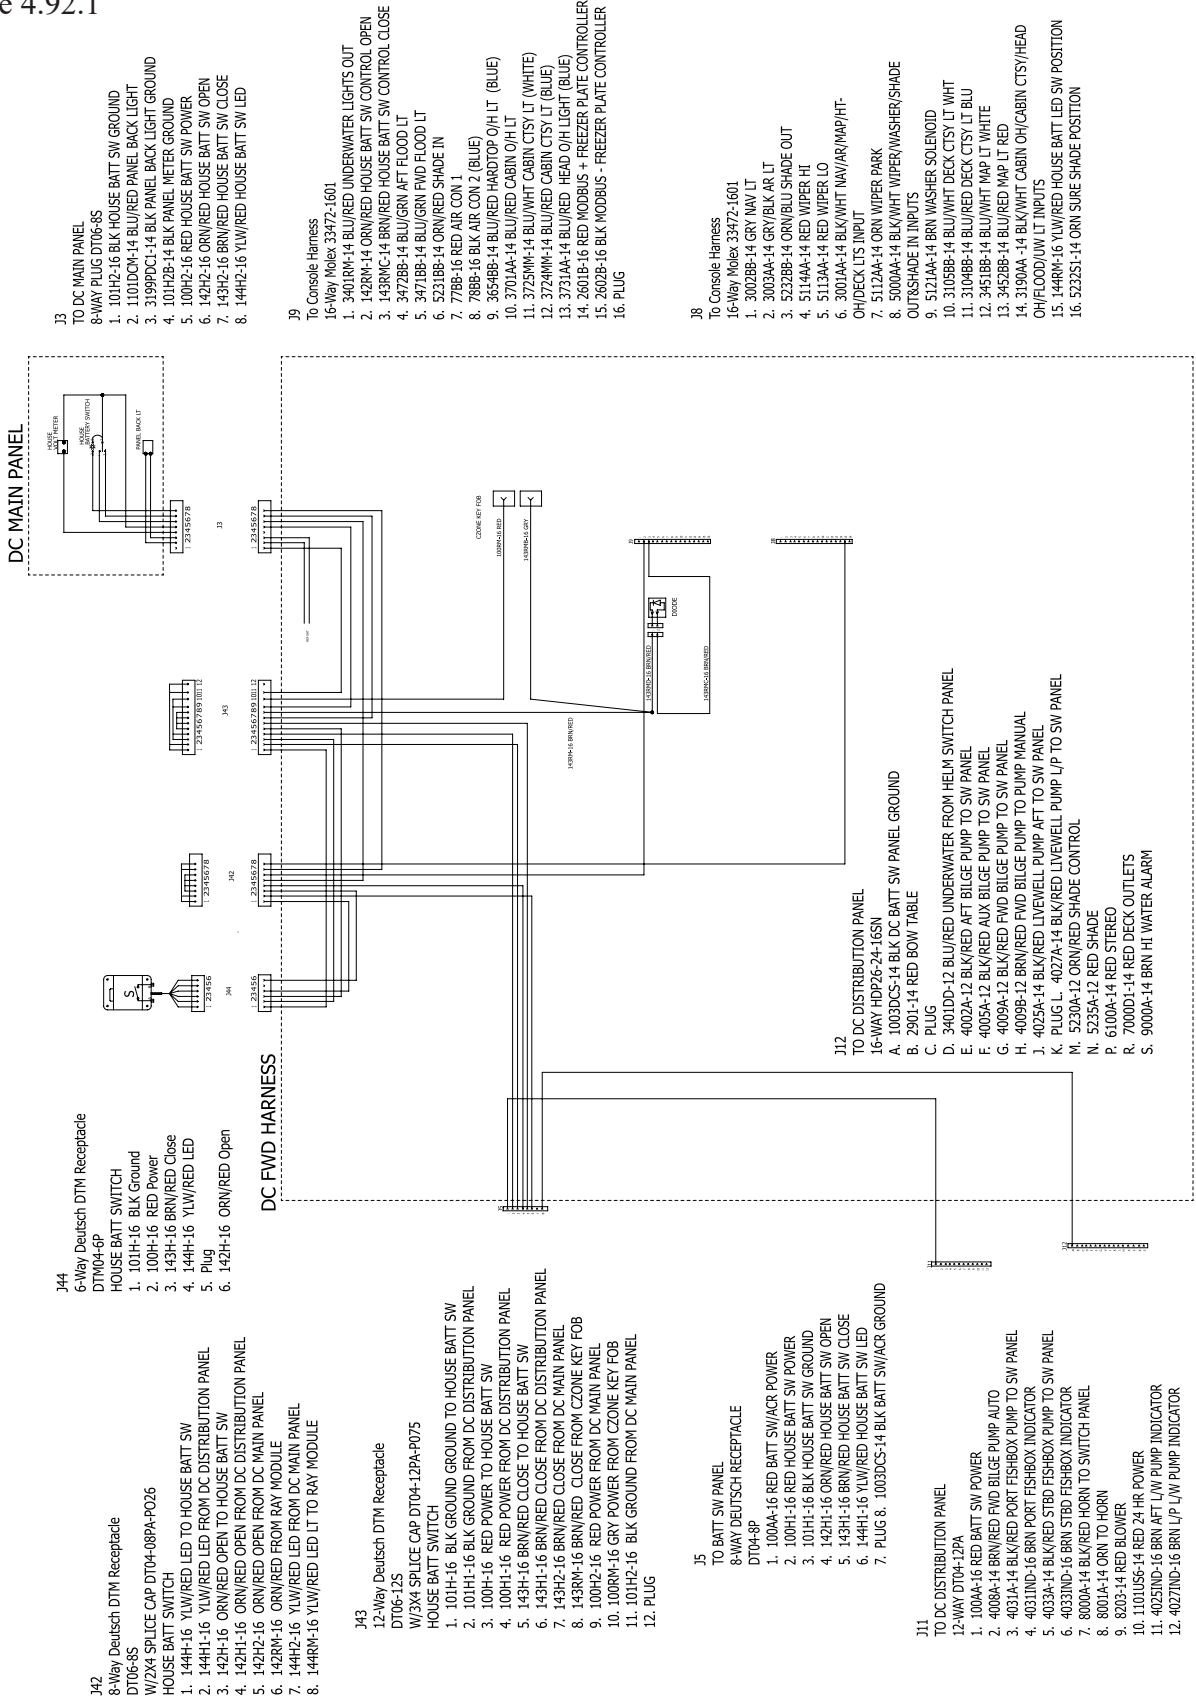 e 4.92.1
DC MAIN PANEL
HOUSE
VOLT METER
HOUSE
BATTERY SWITCH
PANEL BACK LT
J3
TO DC MAIN PANEL
8-WAY PLUG DT06-8S
1. 101H2-16 BLK HOUSE BATT SW GROUND
2. 1101DCM-14 BLU/RED PANEL BACK LIGHT
3. 3199PDC1-14 BLK PANEL BACK LIGHT GROUND
4. 101H2B-14 BLK PANEL METER GROUND
5. 100H2-16 RED HOUSE BATT SW POWER
6. 142H2-16 ORN/RED HOUSE BATT SW OPEN
7. 143H2-16 BRN/RED HOUSE BATT SW CLOSE
8. 144H2-16 YLW/RED HOUSE BATT SW LED
J9
To Console Harness
16-Way Molex 33472-1601
1. 3401RM-14 BLU/RED UNDERWATER LIGHTS OUT
2. 142RM-14 ORN/RED HOUSE BATT SW CONTROL OPEN
3. 143RMC-14 BRN/RED HOUSE BATT SW CONTROL CLOSE
4. 3472BB-14 BLU/GRN AFT FLOOD LT
5. 3471BB-14 BLU/GRN FWD FLOOD LT
6. 5231BB-14 ORN/RED SHADE IN
7. 77BB-16 RED AIR CON 1
8. 78BB-16 BLK AIR CON 2 (BLUE)
9. 3654BB-14 BLU/RED HARDTOP O/H LT (BLUE)
10. 3701AA-14 BLU/RED CABIN O/H LT
11. 3725MM-14 BLU/WHT CABIN CTSY LT (WHITE)
12. 3724MM-14 BLU/RED CABIN CTSY LT (BLUE)
13. 3731AA-14 BLU/RED HEAD O/H LIGHT (BLUE)
14. 2601B-16 RED MODBUS + FREEZER PLATE CONTROLLER
15. 2602B-16 BLK MODBUS - FREEZER PLATE CONTROLLER
16. PLUG
J8
To Console Harness
16-Way Molex 33472-1601
1. 3002BB-14 GRY NAV LT
2. 3003AA-14 GRY/BLK AR LT
3. 5232BB-14 ORN/BLU SHADE OUT
4. 5114AA-14 RED WIPER HI
5. 5113AA-14 RED WIPER LO
6. 3001AA-14 BLK/WHT NAV/AR/MAP/HT-
OH/DECK LTS INPUT
7. 5112AA-14 ORN WIPER PARK
8. 5000AA-14 BLK/WHT WIPER/WASHER/SHADE
OUT&SHADE IN INPUTS
9. 5121AA-14 BRN WASHER SOLENOID
10. 3105BB-14 BLU/WHT DECK CTSY LT WHT
11. 3104BB-14 BLU/RED DECK CTSY LT BLU
12. 3451BB-14 BLU/WHT MAP LT WHITE
13. 3452BB-14 BLU/RED MAP LT RED
14. 3190AA -14 BLK/WHT CABIN OH/CABIN CTSY/HEAD
OH/FLOOD/UW LT INPUTS
15. 144RM-16 YLW/RED HOUSE BATT LED SW POSITION
16. 5232S1-14 ORN SURE SHADE POSITION
1 2345678
J3
1 2345678
1 23456789101112
J43
1 23456789101112
1 2345678
J42
1 2345678
S
1 23456
J44
1 23456
CZONE KEY FOB
100RM-16 RED
143RMB-16 GRY
J9
J8
DIODE
143RMD-16 BRN/RED
143RMC-16 BRN/RED
143RM-16 BRN/RED
DC FWD HARNESS
J5
J11
J12
J12
TO DC DISTRIBUTION PANEL
16-WAY HDP26-24-16SN
A. 1003DCS-14 BLK DC BATT SW PANEL GROUND
B. 2901-14 RED BOW TABLE
C. PLUG
D. 3401DD-12 BLU/RED UNDERWATER FROM HELM SWITCH PANEL
E. 4002A-12 BLK/RED AFT BILGE PUMP TO SW PANEL
F. 4005A-12 BLK/RED AUX BILGE PUMP TO SW PANEL
G. 4009A-12 BLK/RED FWD BILGE PUMP TO SW PANEL
H. 4009B-12 BRN/RED FWD BILGE PUMP TO PUMP MANUAL
J. 4025A-14 BLK/RED LIVEWELL PUMP AFT TO SW PANEL
K. PLUG L. 4027A-14 BLK/RED LIVEWELL PUMP L/P TO SW PANEL
M. 5230A-12 ORN/RED SHADE CONTROL
N. 5235A-12 RED SHADE
P. 6100A-14 RED STEREO
R. 7000D1-14 RED DECK OUTLETS
S. 9000A-14 BRN HI WATER ALARM
J44
6-Way Deutsch DTM Receptacle
DTM04-6P
HOUSE BATT SWITCH
1. 101H-16 BLK Ground
2. 100H-16 RED Power
3. 143H-16 BRN/RED Close
4. 144H-16 YLW/RED LED
5. Plug
6. 142H-16 ORN/RED Open
J42
8-Way Deutsch DTM Receptacle
DT06-8S
W/2X4 SPLICE CAP DT04-08PA-PO26
HOUSE BATT SWITCH
1. 144H-16 YLW/RED LED TO HOUSE BATT SW
2. 144H1-16 YLW/RED LED FROM DC DISTRIBUTION PANEL
3. 142H-16 ORN/RED OPEN TO HOUSE BATT SW
4. 142H1-16 ORN/RED OPEN FROM DC DISTRIBUTION PANEL
5. 142H2-16 ORN/RED OPEN FROM DC MAIN PANEL
6. 142RM-16 ORN/RED FROM RAY MODULE
7. 144H2-16 YLW/RED LED FROM DC MAIN PANEL
8. 144RM-16 YLW/RED LED LT TO RAY MODULE
J43
12-Way Deutsch DTM Receptacle
DT06-12S
W/3X4 SPLICE CAP DT04-12PA-P075
HOUSE BATT SWITCH
1. 101H-16 BLK GROUND GROUND TO HOUSE BATT SW
2. 101H1-16 BLK GROUND FROM DC DISTRIBUTION PANEL
3. 100H-16 RED POWER TO HOUSE BATT SW
4. 100H1-16 RED POWER FROM DC DISTRIBUTION PANEL
5. 143H-16 BRN/RED CLOSE TO HOUSE BATT SW
6. 143H1-16 BRN/RED CLOSE FROM DC DISTRIBUTION PANEL
7. 143H2-16 BRN/RED CLOSE FROM DC MAIN PANEL
8. 143RM-16 BRN/RED CLOSE FROM CZONE KEY FOB
9. 100H2-16 RED POWER FROM DC MAIN PANEL
10. 100RM-16 GRY POWER FROM CZONE KEY FOB
11. 101H2-16 BLK GROUND FROM DC MAIN PANEL
12. PLUG
J5
TO BATT SW PANEL
8-WAY DEUTSCH RECEPTACLE
DT04-8P
1. 100AA-16 RED BATT SW/ACR POWER
2. 100H1-16 RED HOUSE BATT SW POWER
3. 101H1-16 BLK HOUSE BATT SW GROUND
4. 142H1-16 ORN/RED HOUSE BATT SW OPEN
5. 143H1-16 BRN/RED HOUSE BATT SW CLOSE
6. 144H1-16 YLW/RED HOUSE BATT SW LED
7. PLUG 8. 1003DCS-14 BLK BATT SW/ACR GROUND
J11
TO DC DISTRIBUTION PANEL
12-WAY DT04-12PA
1. 100AA-16 RED BATT SW POWER
2. 4008A-14 BRN/RED FWD BILGE PUMP AUTO
3. 4031A-14 BLK/RED PORT FISHBOX PUMP TO SW PANEL
4. 4031IND-16 BRN PORT FISHBOX INDICATOR
5. 4033A-14 BLK/RED STBD FISHBOX PUMP TO SW PANEL
6. 4033IND-16 BRN STBD FISHBOX INDICATOR
7. 8000A-14 BLK/RED HORN TO SWITCH PANEL
8. 8001A-14 ORN TO HORN
9. 8203-14 RED BLOWER
10. 1101US6-14 RED 24 HR POWER
11. 4025IND-16 BRN AFT L/W PUMP INDICATOR
12. 4027IND-16 BRN L/P L/W PUMP INDICATOR